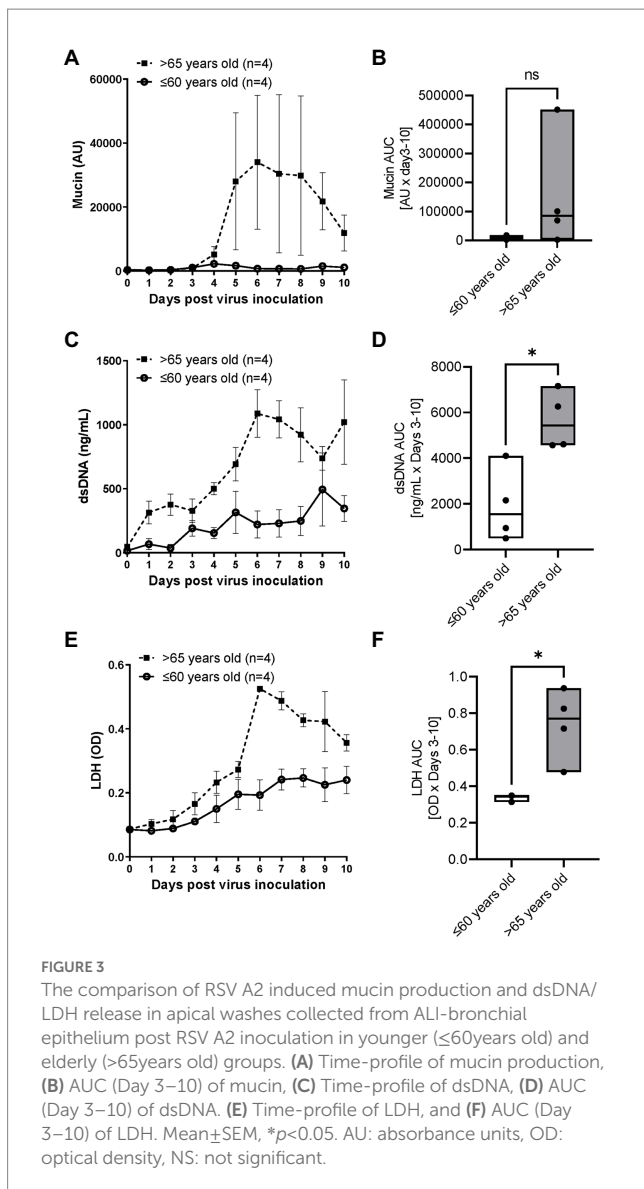 A
>65 years old (n=4)
≤60 years old (n=4)
60000
40000
20000
0
Mucin (AU)
0 1 2 3 4 5 6 7 8 9 10
Days post virus inoculation
B
ns
500000
400000
300000
200000
100000
0
Mucin AUC
[AU x day3-10]
≤60 years old
>65 years old
C
>65 years old (n=4)
≤60 years old (n=4)
1500
1000
500
0
dsDNA (ng/mL)
0 1 2 3 4 5 6 7 8 9 10
Days post virus inoculation
D
*
8000
6000
4000
2000
0
dsDNA AUC
[ng/mL x Days 3-10]
≤60 years old
>65 years old
E
>65 years old (n=4)
≤60 years old (n=4)
0.6
0.4
0.2
0.0
LDH (OD)
0 1 2 3 4 5 6 7 8 9 10
Days post virus inoculation
F
*
1.0
0.8
0.6
0.4
0.2
0.0
LDH AUC
[OD x Days 3-10]
≤60 years old
>65 years old
FIGURE 3
The comparison of RSV A2 induced mucin production and dsDNA/
LDH release in apical washes collected from ALI-bronchial
epithelium post RSV A2 inoculation in younger (≤60years old) and
elderly (>65years old) groups. (A) Time-profile of mucin production,
(B) AUC (Day 3–10) of mucin, (C) Time-profile of dsDNA, (D) AUC
(Day 3–10) of dsDNA. (E) Time-profile of LDH, and (F) AUC (Day
3–10) of LDH. Mean±SEM, *p<0.05. AU: absorbance units, OD:
optical density, NS: not significant.